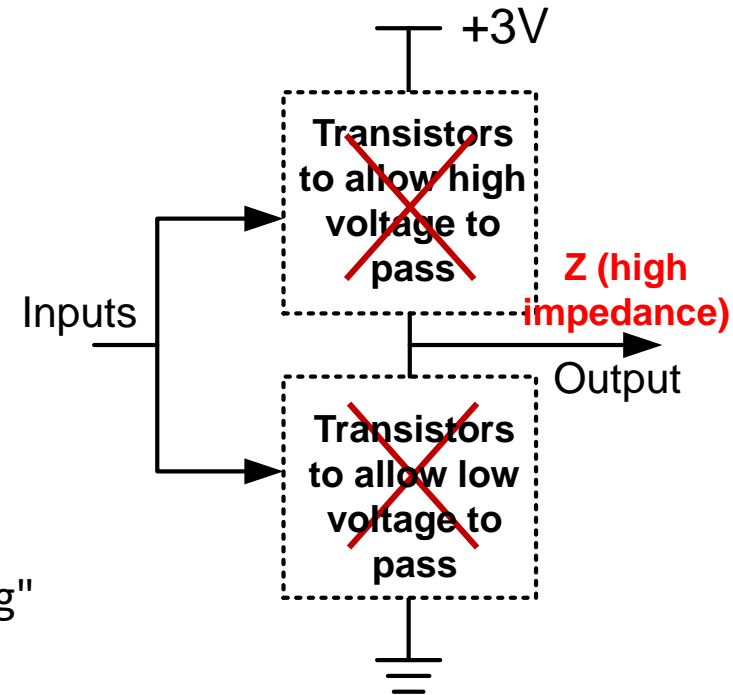 +3V
Transistors
to allow high
voltage to
pass
Z (high
impedance)
Inputs
Output
Transistors
to allow low
voltage to
pass
g"